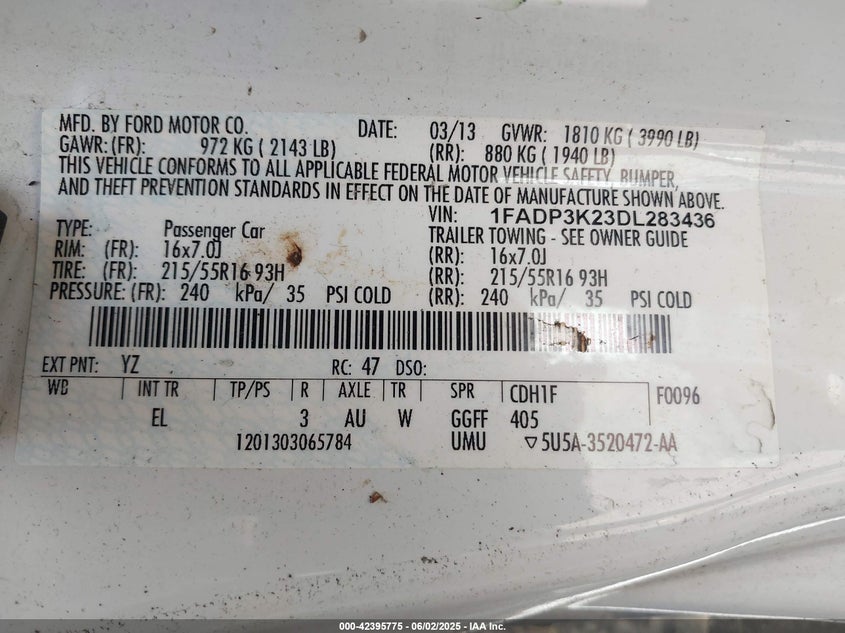 MFD. BY FORD MOTOR CO. DATE: 03/13 GVWR: 1810 KG ( 3990 LB)
GAWR:(FR): 972 KG ( 2143 LB) (RR): 880 KG ( 1940 LB)
THIS VEHICLE CONFORMS TO ALL APPLICABLE FEDERAL MOTOR VEHICLE SAFETY, BUMPER,
AND THEFT PREVENTION STANDARDS IN EFFECT ON THE DATE OF MANUFACTURE SHOWN ABOVE.
VIN: 1FADP3K23DL283436
TYPE: Passenger Car TRAILER TOWING - SEE OWNER GUIDE
RIM: (FR): 16x7.0J (RR): 16x7.0J
TIRE: (FR): 215/55R16 93H (RR): 215/55R16 93H
PRESSURE: (FR): 240 kPa/ 35 PSI COLD (RR): 240 kPa/ 35 PSI COLD
EXT PNT: YZ RC: 47 DSO:
WB INT TR TP/PS R AXLE TR SPR CDH1F F0096
EL 3 AU W GGFF 405
1201303065784 UMU ▽5U5A-3520472-AA
000-42395775 - 06/02/2025 - IAA Inc.